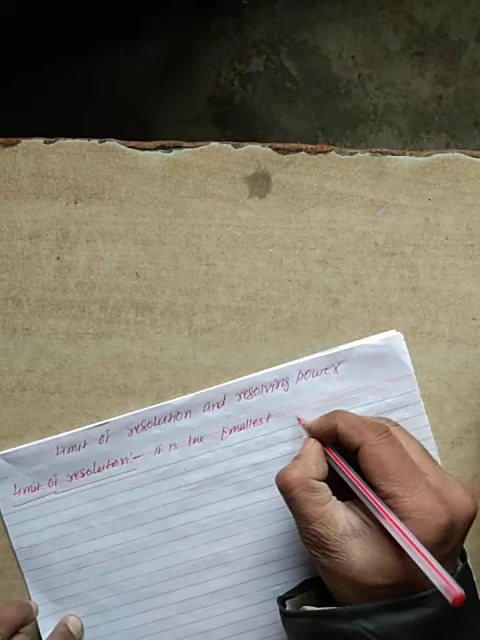 Limit of resolution and resolving power
Limit of resolution:- it is the smallest